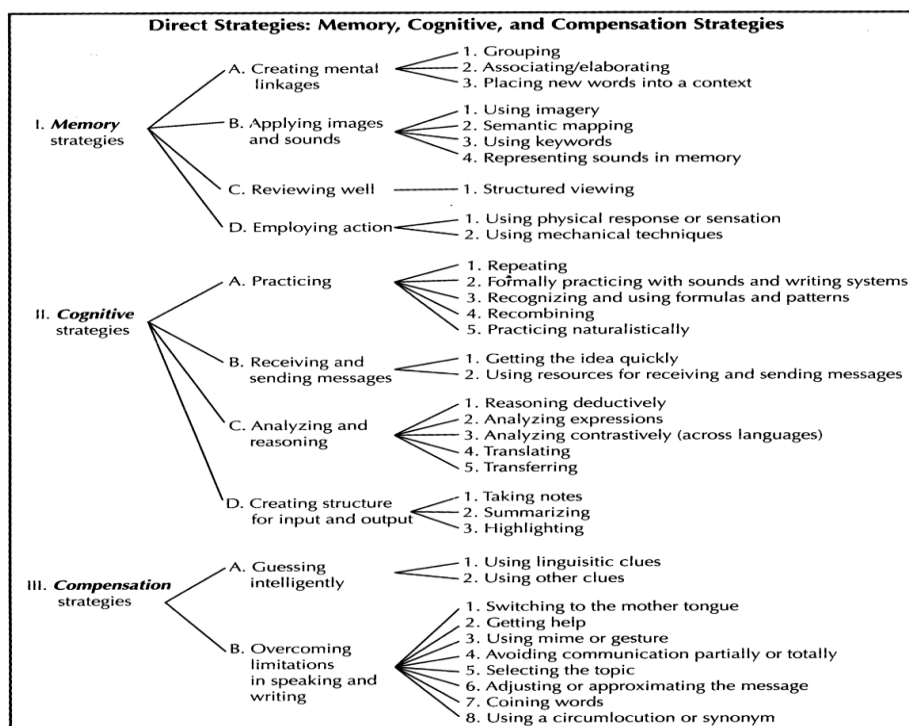 Direct Strategies: Memory, Cognitive, and Compensation Strategies
I. Memory
strategies
A. Creating mental
linkages
1. Grouping
2. Associating/elaborating
3. Placing new words into a context
B. Applying images
and sounds
1. Using imagery
2. Semantic mapping
3. Using keywords
4. Representing sounds in memory
C. Reviewing well
1. Structured viewing
D. Employing action
1. Using physical response or sensation
2. Using mechanical techniques
II. Cognitive
strategies
A. Practicing
1. Repeating
2. Formally practicing with sounds and writing systems
3. Recognizing and using formulas and patterns
4. Recombining
5. Practicing naturalistically
B. Receiving and
sending messages
1. Getting the idea quickly
2. Using resources for receiving and sending messages
C. Analyzing and
reasoning
1. Reasoning deductively
2. Analyzing expressions
3. Analyzing contrastively (across languages)
4. Translating
5. Transferring
D. Creating structure
for input and output
1. Taking notes
2. Summarizing
3. Highlighting
III. Compensation
strategies
A. Guessing
intelligently
1. Using linguisitic clues
2. Using other clues
B. Overcoming
limitations
in speaking and
writing
1. Switching to the mother tongue
2. Getting help
3. Using mime or gesture
4. Avoiding communication partially or totally
5. Selecting the topic
6. Adjusting or approximating the message
7. Coining words
8. Using a circumlocution or synonym